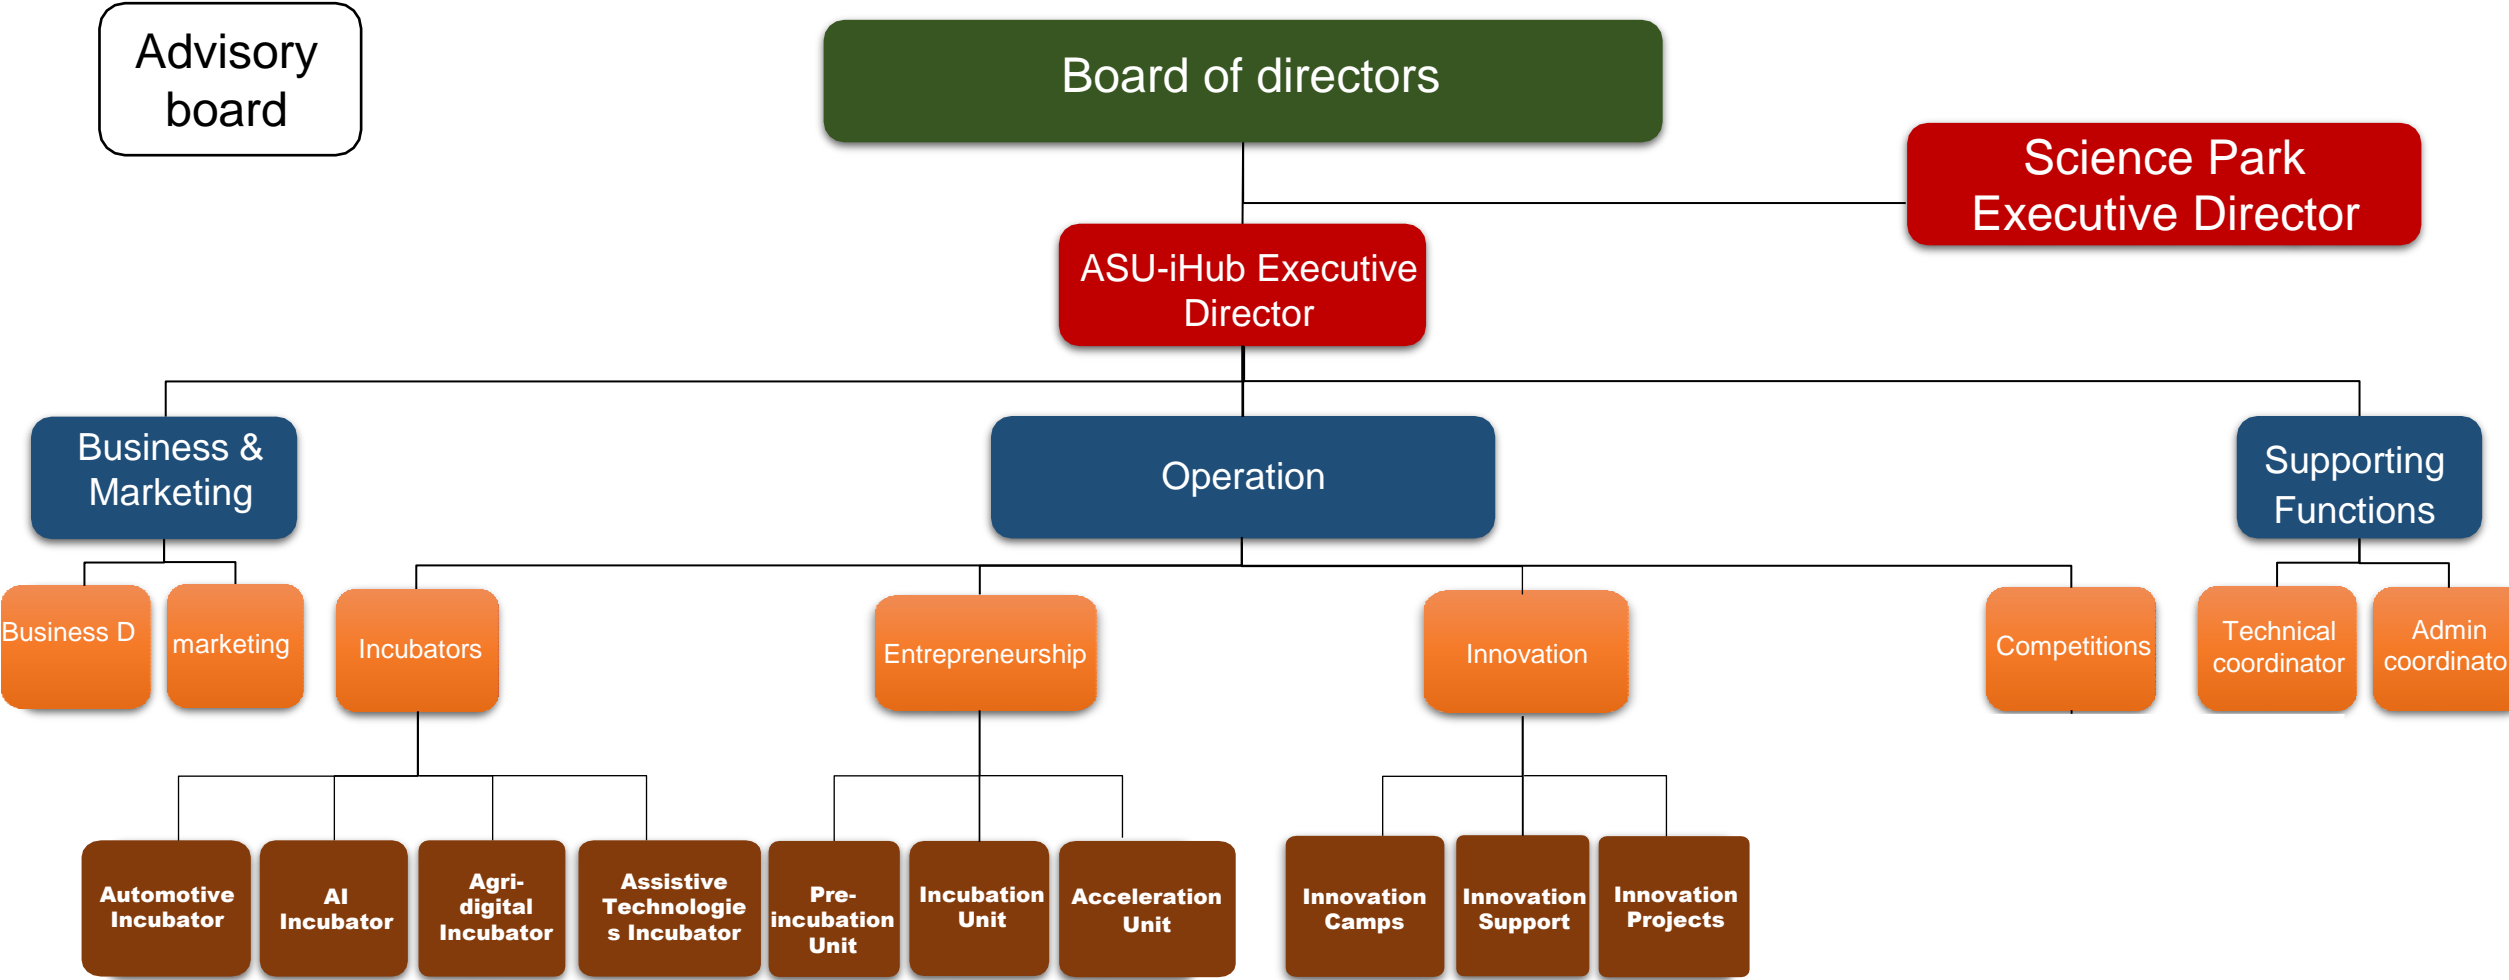 Advisory
board
Board of directors
Science Park
Executive Director
ASU-iHub Executive
Director
Business &
Marketing
Operation
Supporting
Functions
Business D
marketing
Incubators
Entrepreneurship
Innovation
Competitions
Technical
coordinator
Admin
coordinato
Automotive
Incubator
AI
Incubator
Agri-
digital
Incubator
Assistive
Technologie
s Incubator
Pre-
incubation
Unit
Incubation
Unit
Acceleration
Unit
Innovation
Camps
Innovation
Support
Innovation
Projects